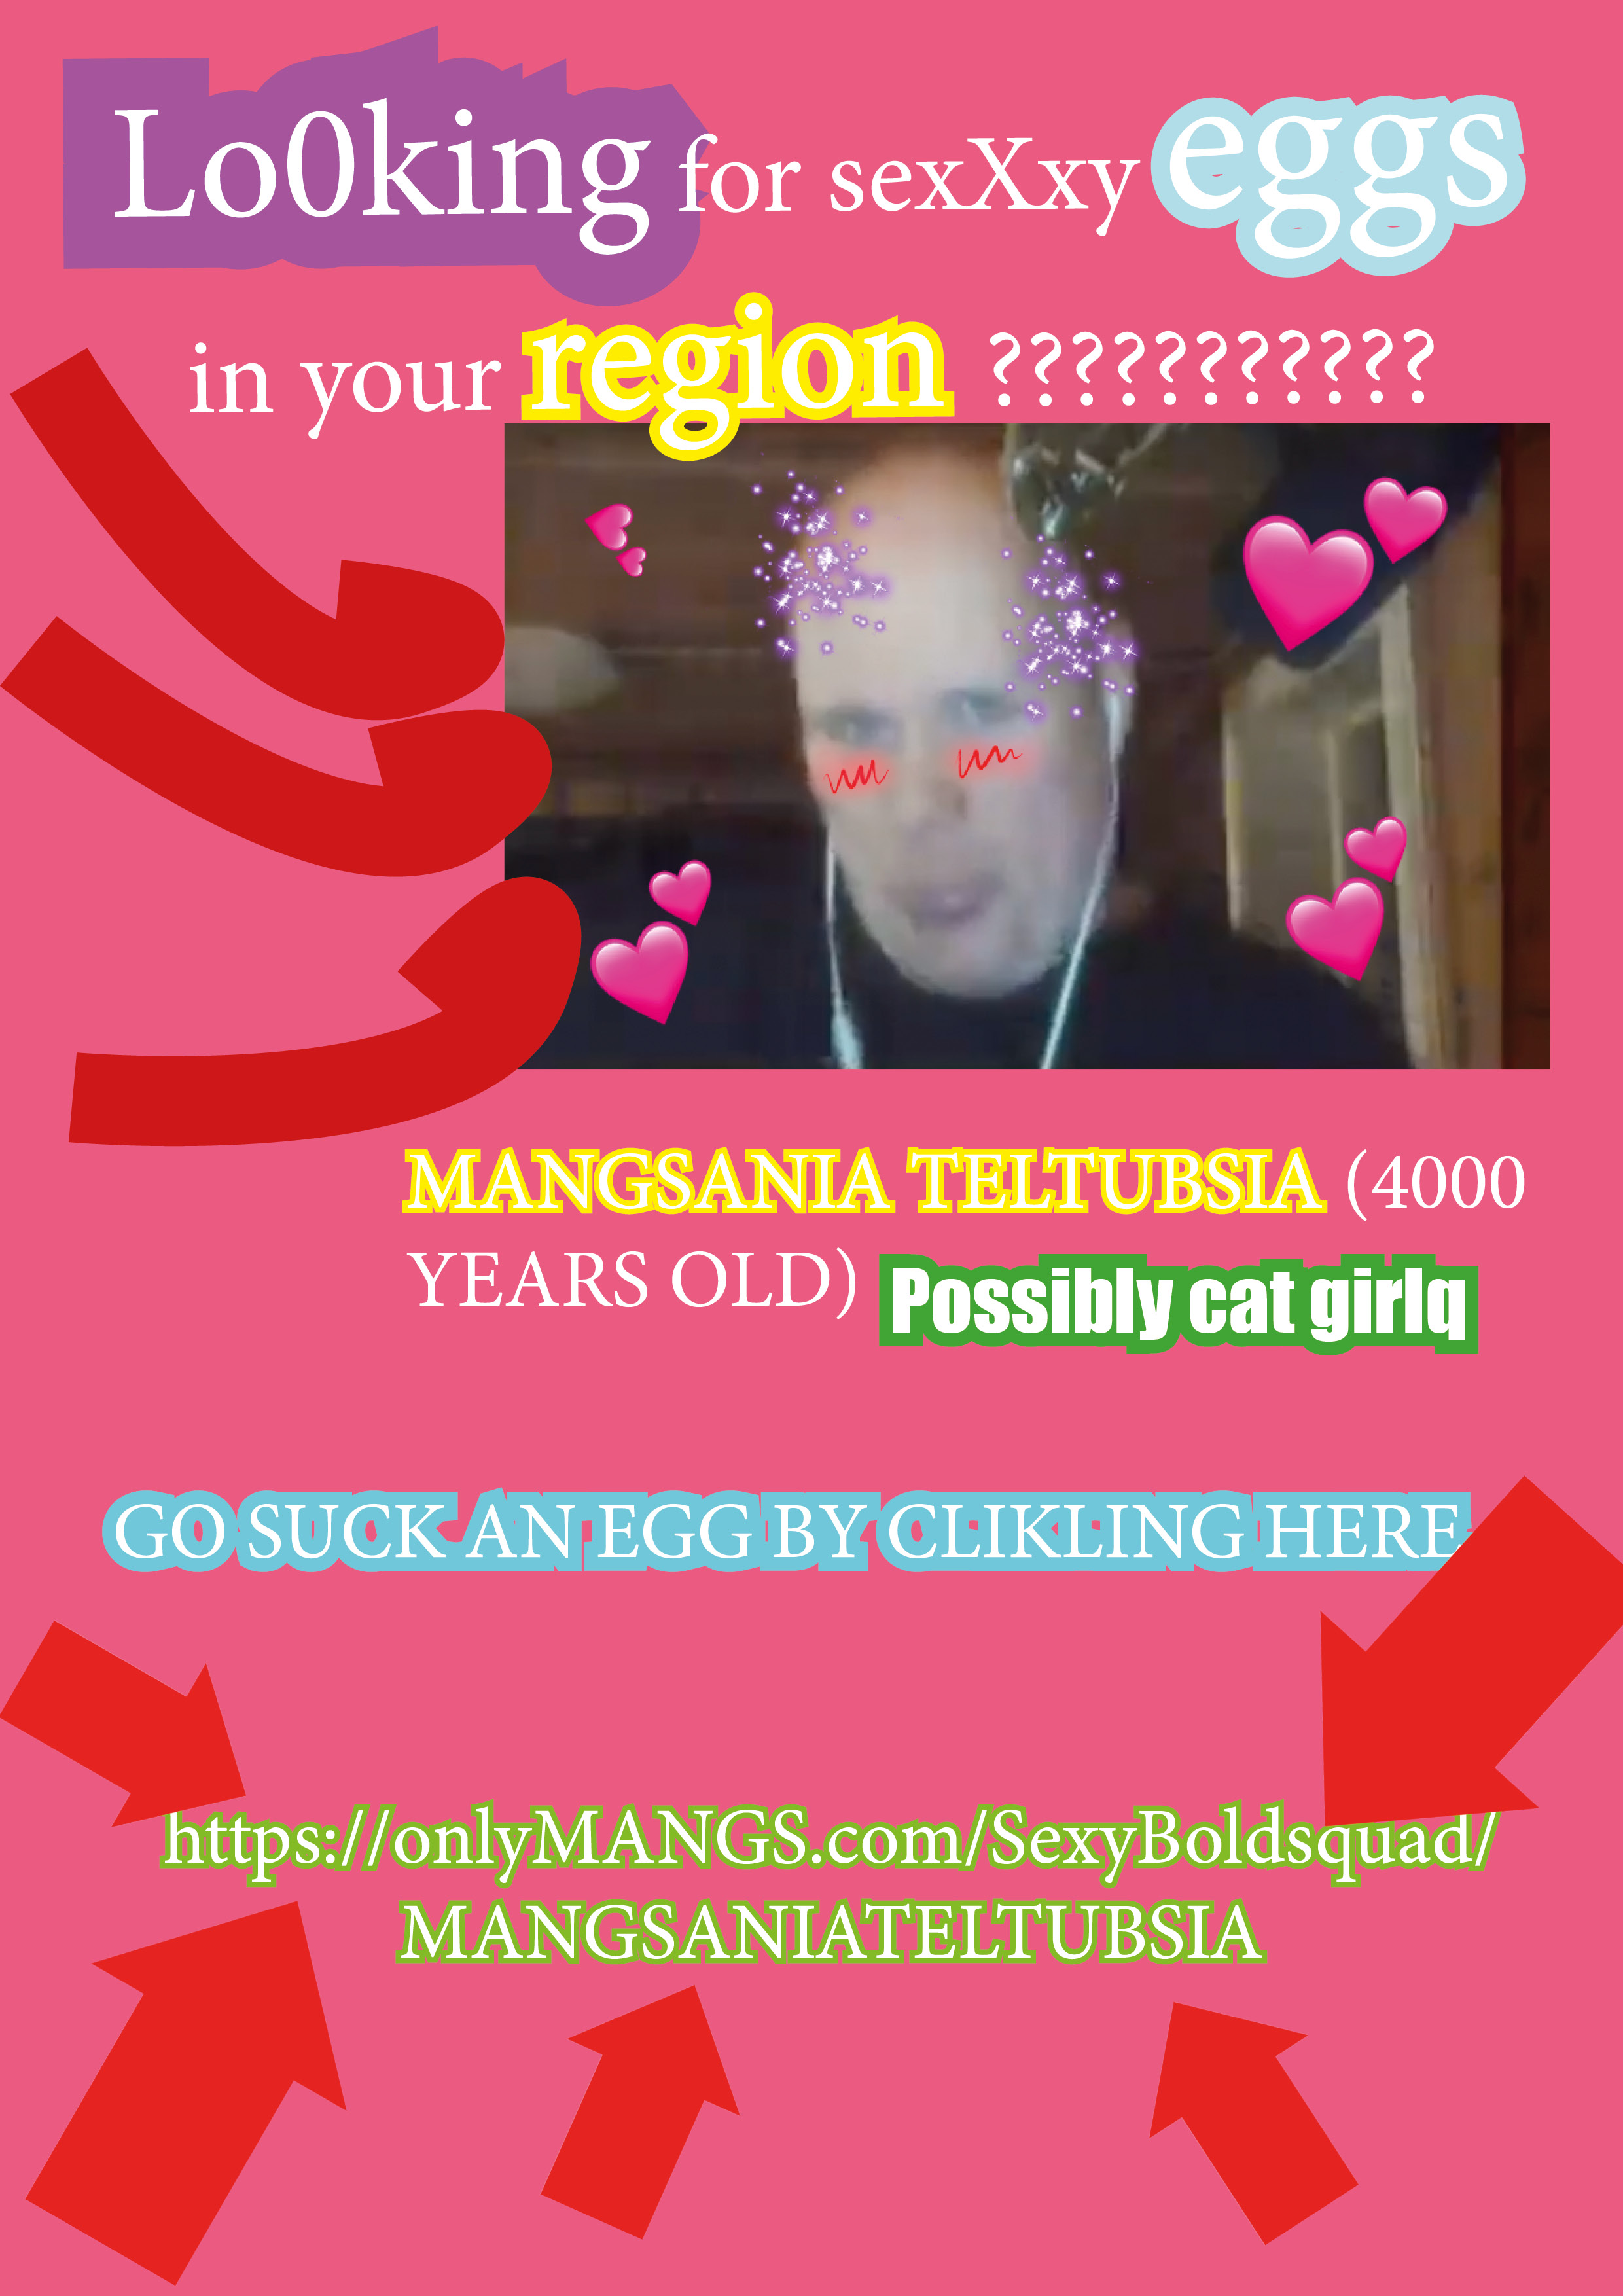 Lo0king for sexXxy eggs
in your region ???????????
MANGSANIA TELTUBSIA (4000
YEARS OLD) Possibly cat girlq
GO SUCK AN EGG BY CLIKLING HERE
https://onlyMANGS.com/SexyBoldsquad/
MANGSANIATELTUBSIA